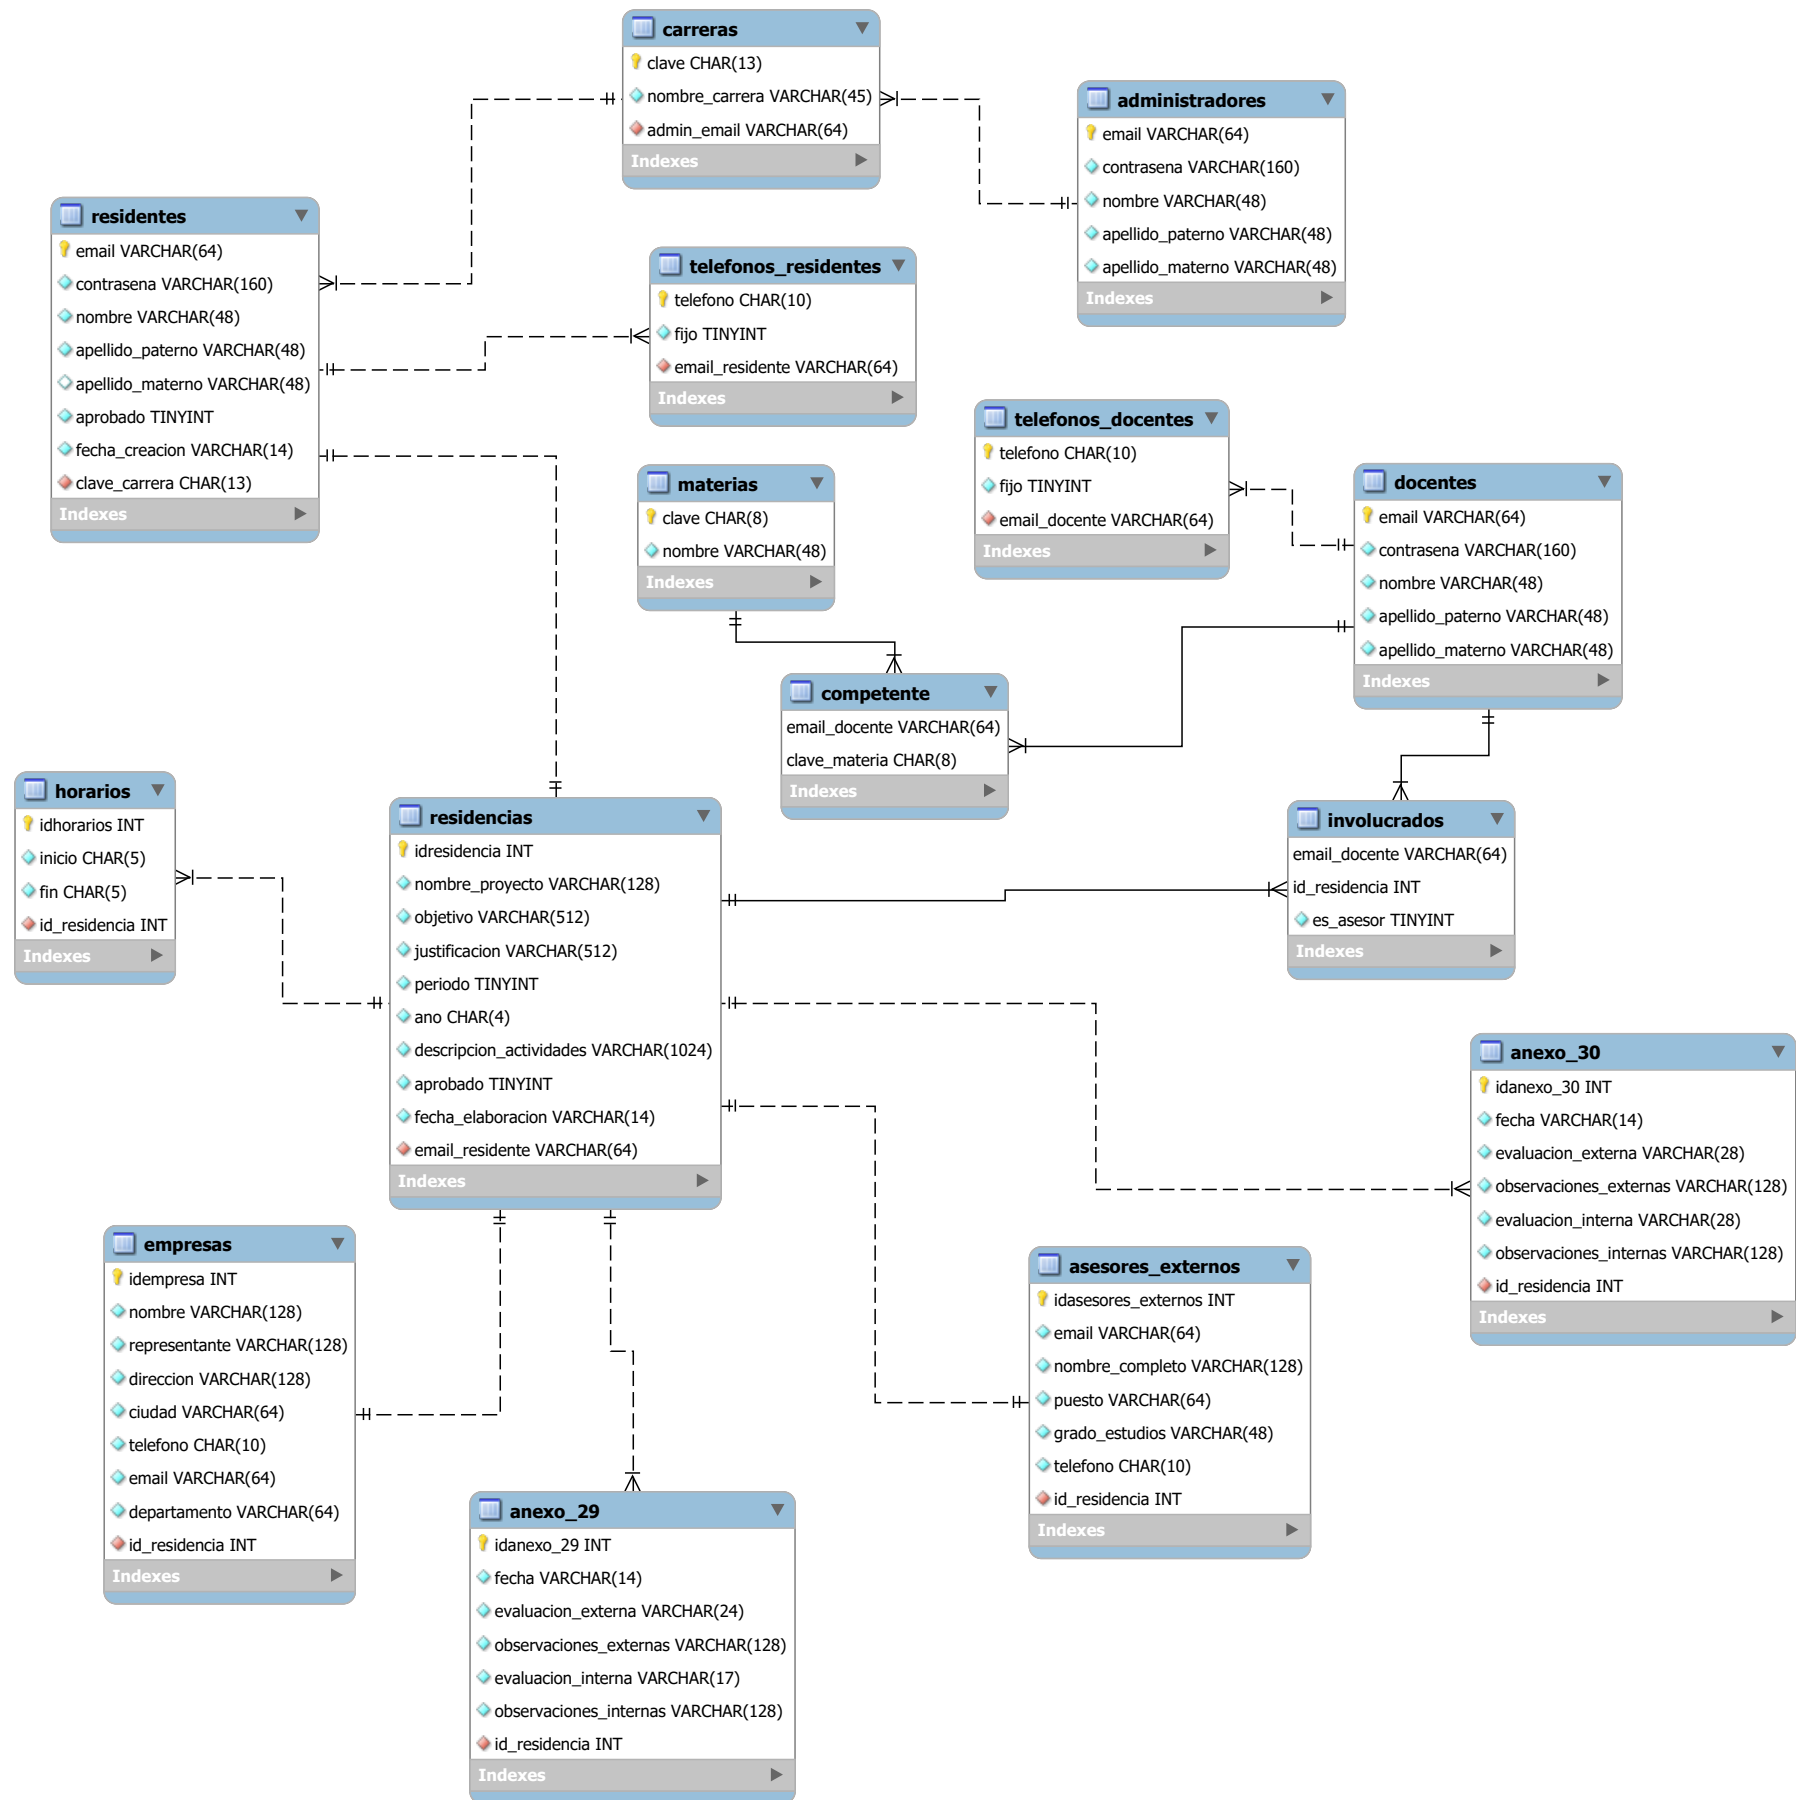 carreras
clave CHAR(13)
nombre_carrera VARCHAR(45)
admin_email VARCHAR(64)
Indexes
administradores
email VARCHAR(64)
contrasena VARCHAR(160)
nombre VARCHAR(48)
apellido_paterno VARCHAR(48)
apellido_materno VARCHAR(48)
Indexes
residentes
email VARCHAR(64)
contrasena VARCHAR(160)
nombre VARCHAR(48)
apellido_paterno VARCHAR(48)
apellido_materno VARCHAR(48)
aprobado TINYINT
fecha_creacion VARCHAR(14)
clave_carrera CHAR(13)
Indexes
telefonos_residentes
telefono CHAR(10)
fijo TINYINT
email_residente VARCHAR(64)
Indexes
telefonos_docentes
telefono CHAR(10)
fijo TINYINT
email_docente VARCHAR(64)
Indexes
materias
clave CHAR(8)
nombre VARCHAR(48)
Indexes
docentes
email VARCHAR(64)
contrasena VARCHAR(160)
nombre VARCHAR(48)
apellido_paterno VARCHAR(48)
apellido_materno VARCHAR(48)
Indexes
competente
email_docente VARCHAR(64)
clave_materia CHAR(8)
Indexes
horarios
idhorarios INT
inicio CHAR(5)
fin CHAR(5)
id_residencia INT
Indexes
residencias
idresidencia INT
nombre_proyecto VARCHAR(128)
objetivo VARCHAR(512)
justificacion VARCHAR(512)
periodo TINYINT
ano CHAR(4)
descripcion_actividades VARCHAR(1024)
aprobado TINYINT
fecha_elaboracion VARCHAR(14)
email_residente VARCHAR(64)
Indexes
involucrados
email_docente VARCHAR(64)
id_residencia INT
es_asesor TINYINT
Indexes
anexo_30
idanexo_30 INT
fecha VARCHAR(14)
evaluacion_externa VARCHAR(28)
observaciones_externas VARCHAR(128)
evaluacion_interna VARCHAR(28)
observaciones_internas VARCHAR(128)
id_residencia INT
Indexes
empresas
idempresa INT
nombre VARCHAR(128)
representante VARCHAR(128)
direccion VARCHAR(128)
ciudad VARCHAR(64)
telefono CHAR(10)
email VARCHAR(64)
departamento VARCHAR(64)
id_residencia INT
Indexes
asesores_externos
idasesores_externos INT
email VARCHAR(64)
nombre_completo VARCHAR(128)
puesto VARCHAR(64)
grado_estudios VARCHAR(48)
telefono CHAR(10)
id_residencia INT
Indexes
anexo_29
idanexo_29 INT
fecha VARCHAR(14)
evaluacion_externa VARCHAR(24)
observaciones_externas VARCHAR(128)
evaluacion_interna VARCHAR(17)
observaciones_internas VARCHAR(128)
id_residencia INT
Indexes